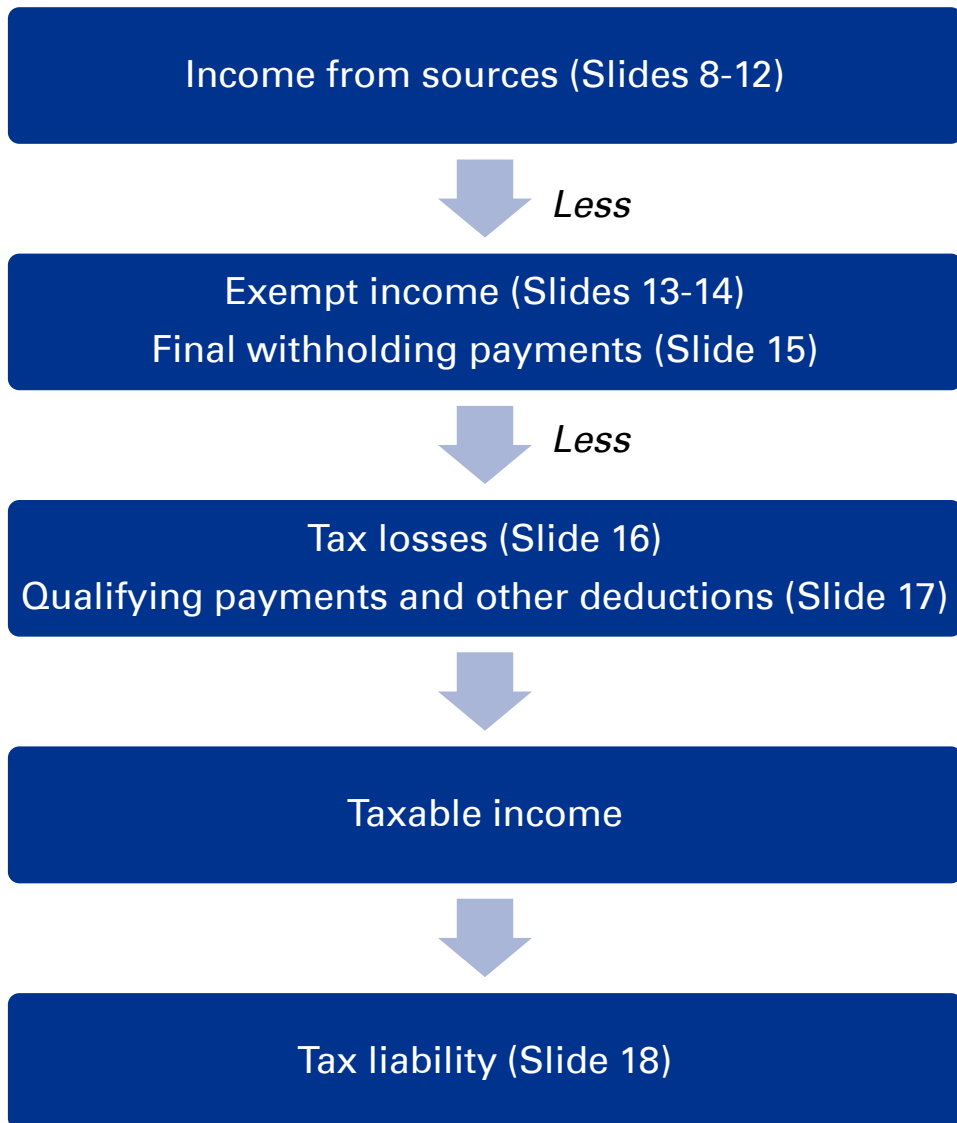 Income from sources (Slides 8-12)
Less
Exempt income (Slides 13-14)
Final withholding payments (Slide 15)
Less
Tax losses (Slide 16)
Qualifying payments and other deductions (Slide 17)
Taxable income
Tax liability (Slide 18)